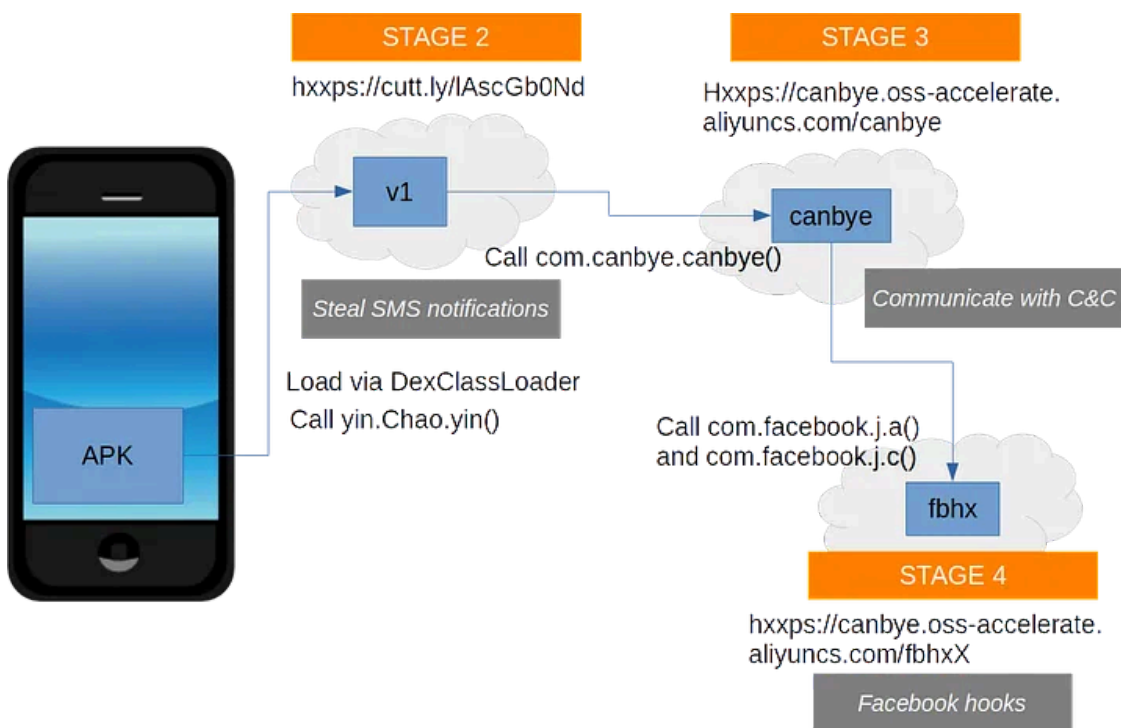 STAGE 2
hxxps://cutt.ly/lAscGb0Nd
v1
Steal SMS notifications
Load via DexClassLoader
Call yin.Chao.yin()
APK
STAGE 3
Hxxps://canbye.oss-accelerate.
aliyuncs.com/canbye
canbye
Call com.canbye.canbye()
Communicate with C&C
Call com.facebook.j.a()
and com.facebook.j.c()
fbhx
STAGE 4
hxxps://canbye.oss-accelerate.
aliyuncs.com/fbhxX
Facebook hooks